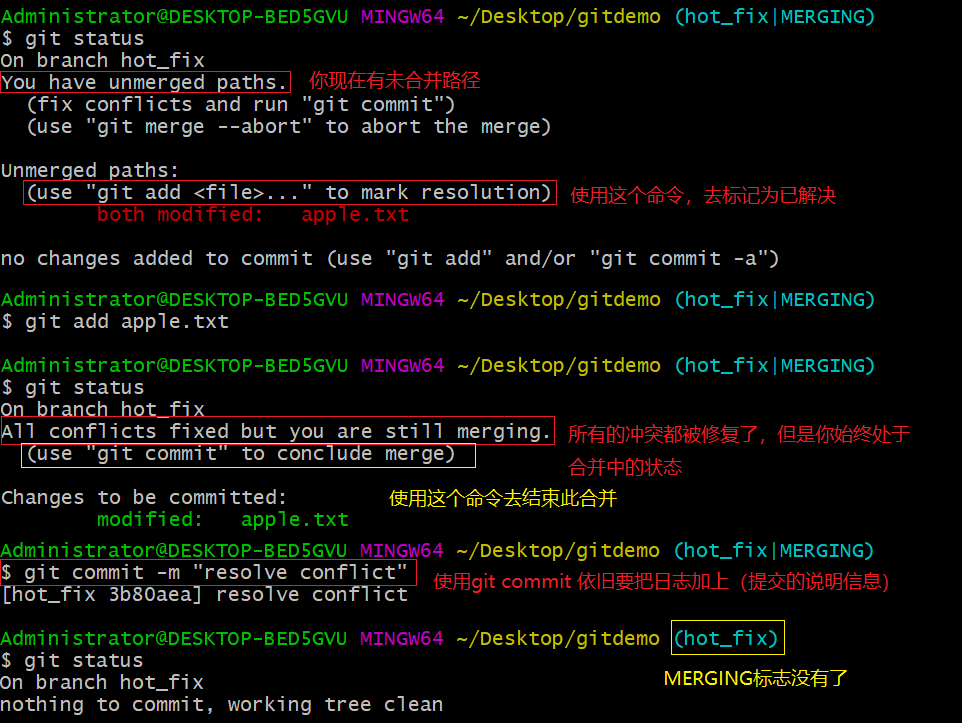 Administrator@DESKTOP-BED5GVU MINGW64 ~/Desktop/gitdemo (hot_fix|MERGING)
$ git status
On branch hot_fix
You have unmerged paths. 你现在有未合并路径
(fix conflicts and run "git commit")
(use "git merge --abort" to abort the merge)
Unmerged paths:
(use "git add <file>..." to mark resolution) 使用这个命令，去标记为已解决
both modified: apple.txt
no changes added to commit (use "git add" and/or "git commit -a")
Administrator@DESKTOP-BED5GVU MINGW64 ~/Desktop/gitdemo (hot_fix|MERGING)
$ git add apple.txt
Administrator@DESKTOP-BED5GVU MINGW64 ~/Desktop/gitdemo (hot_fix|MERGING)
$ git status
On branch hot_fix
All conflicts fixed but you are still merging. 所有的冲突都被修复了，但是你始终处于
(use "git commit" to conclude merge) 合并中的状态
Changes to be committed: 使用这个命令去结束此合并
modified: apple.txt
Administrator@DESKTOP-BED5GVU MINGW64 ~/Desktop/gitdemo (hot_fix|MERGING)
$ git commit -m "resolve conflict" 使用git commit 依旧要把日志加上（提交的说明信息）
[hot_fix 3b80aea] resolve conflict
Administrator@DESKTOP-BED5GVU MINGW64 ~/Desktop/gitdemo (hot_fix)
$ git status
On branch hot_fix MERGING标志没有了
nothing to commit, working tree clean